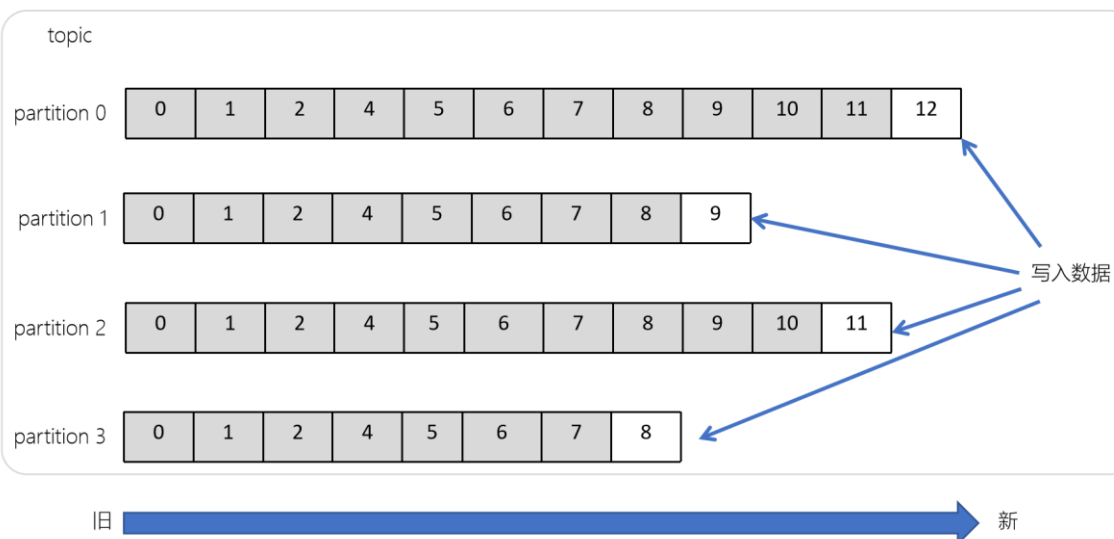 topic
partition 0 0 1 2 4 5 6 7 8 9 10 11 12
partition 1 0 1 2 4 5 6 7 8 9
写入数据
partition 2 0 1 2 4 5 6 7 8 9 10 11
partition 3 0 1 2 4 5 6 7 8
旧 新